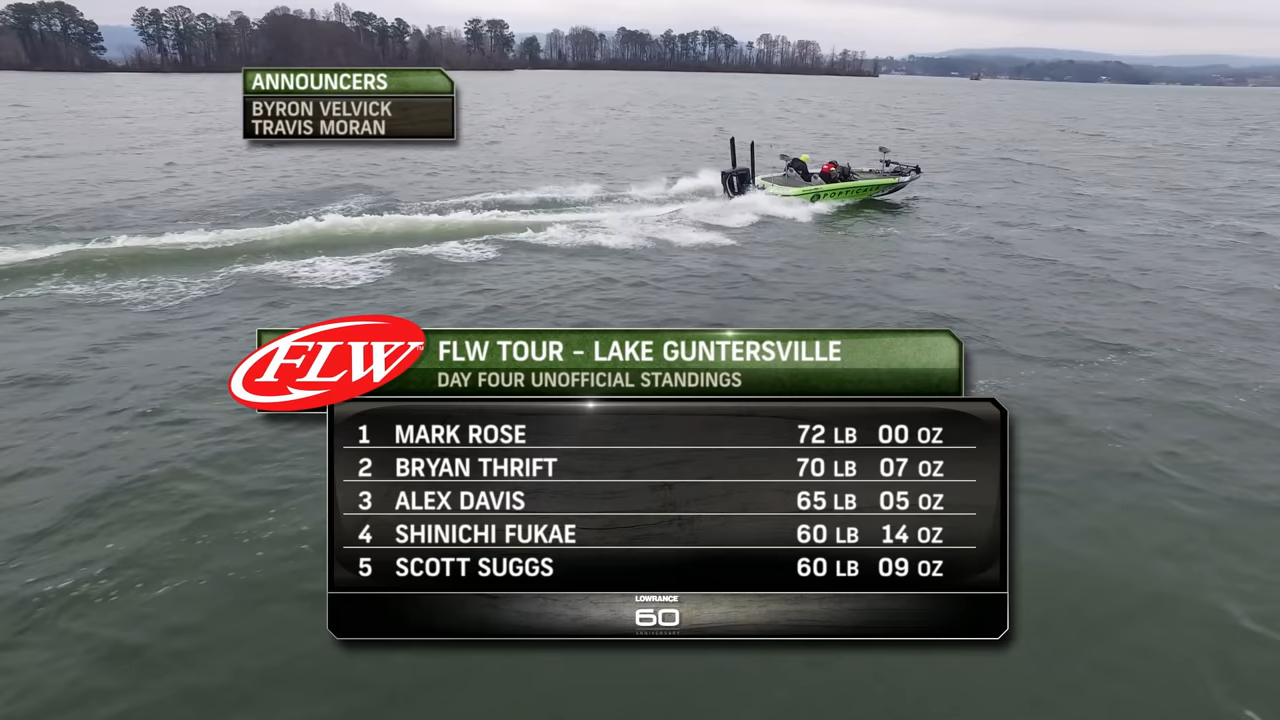 ANNOUNCERS
BYRON VELVICK
TRAVIS MORAN
POPTICALS
FLW
FLW TOUR - LAKE GUNTERSVILLE
DAY FOUR UNOFFICIAL STANDINGS
1 MARK ROSE 72 LB 00 OZ
2 BRYAN THRIFT 70 LB 07 OZ
3 ALEX DAVIS 65 LB 05 OZ
4 SHINICHI FUKAE 60 LB 14 OZ
5 SCOTT SUGGS 60 LB 09 OZ
LOWRANCE
60
ANNIVERSARY